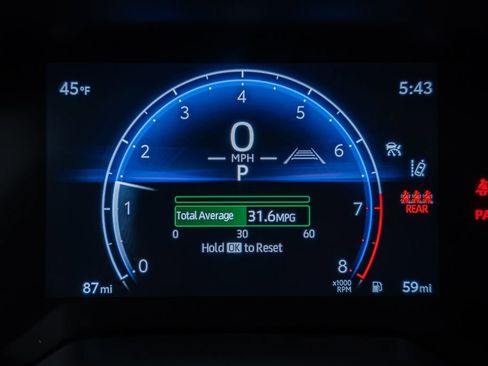 45°F
5:43
4
3
5
2
6
1
7
0
8
0
MPH
P
Total Average 31.6MPG
0 30 60
Hold OK to Reset
x1000
RPM
REAR
PA
87mi
59mi